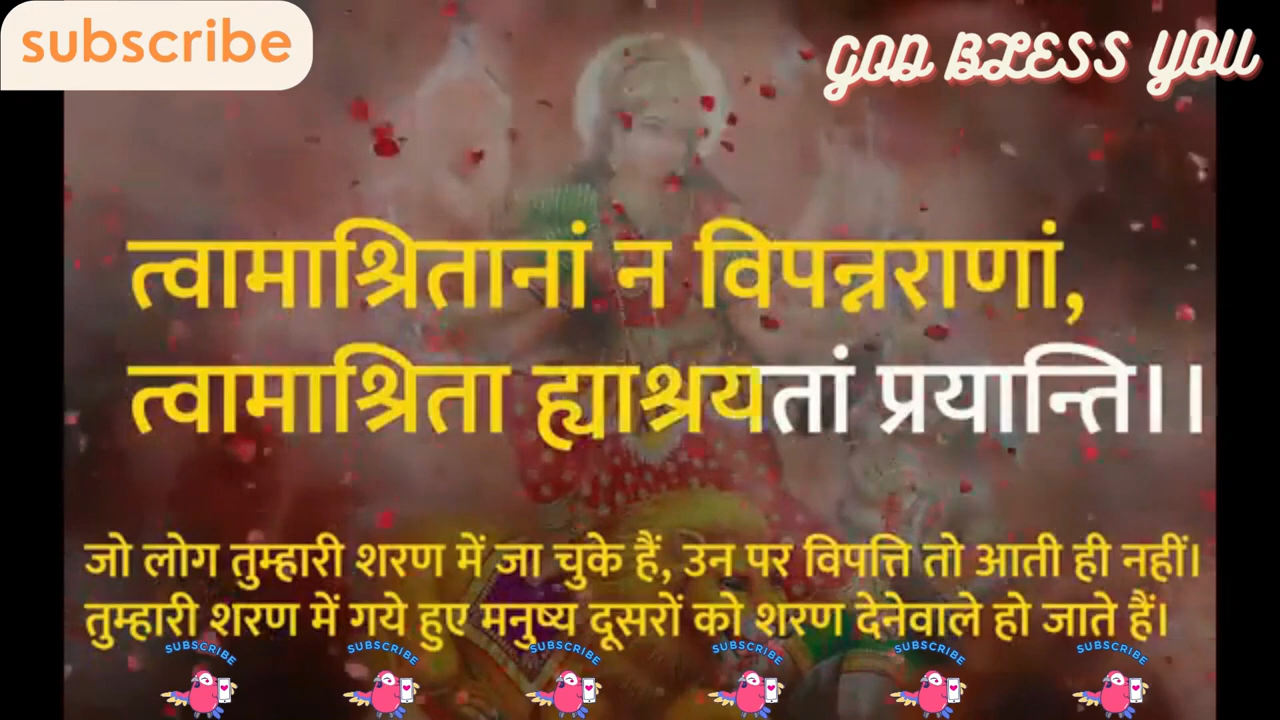 subscribe
GOD BLESS YOU
त्वामाश्रितानां न विपन्नराणां,
त्वामाश्रिता ह्याश्रयतां प्रयान्ति।।
जो लोग तुम्हारी शरण में जा चुके हैं, उन पर विपत्ति तो आती ही नहीं।
तुम्हारी शरण में गये हुए मनुष्य दूसरों को शरण देनेवाले हो जाते हैं।
SUBSCRIBE SUBSCRIBE SUBSCRIBE SUBSCRIBE SUBSCRIBE SUBSCRIBE